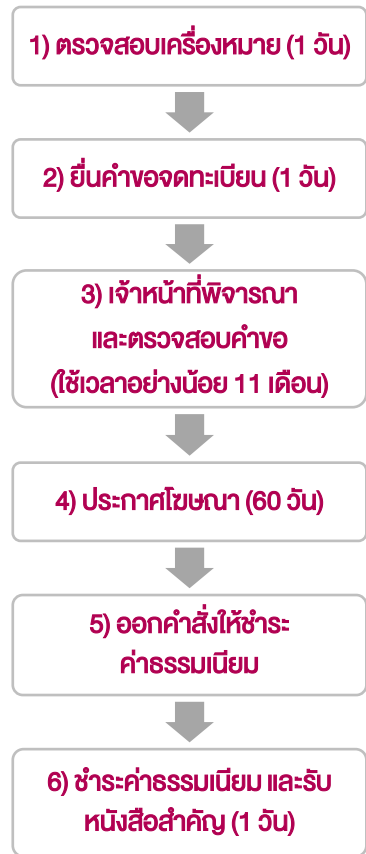 1) ตรวจสอบเครื่องหมาย (1 วัน)
2) ยื่นคำขอจดทะเบียน (1 วัน)
3) เจ้าหน้าที่พิจารณา
และตรวจสอบคำขอ
(ใช้เวลาอย่างน้อย 11 เดือน)
4) ประกาศโฆษณา (60 วัน)
5) ออกคำสั่งให้ชำระ
ค่าธรรมเนียม
6) ชำระค่าธรรมเนียม และรับ
หนังสือสำคัญ (1 วัน)